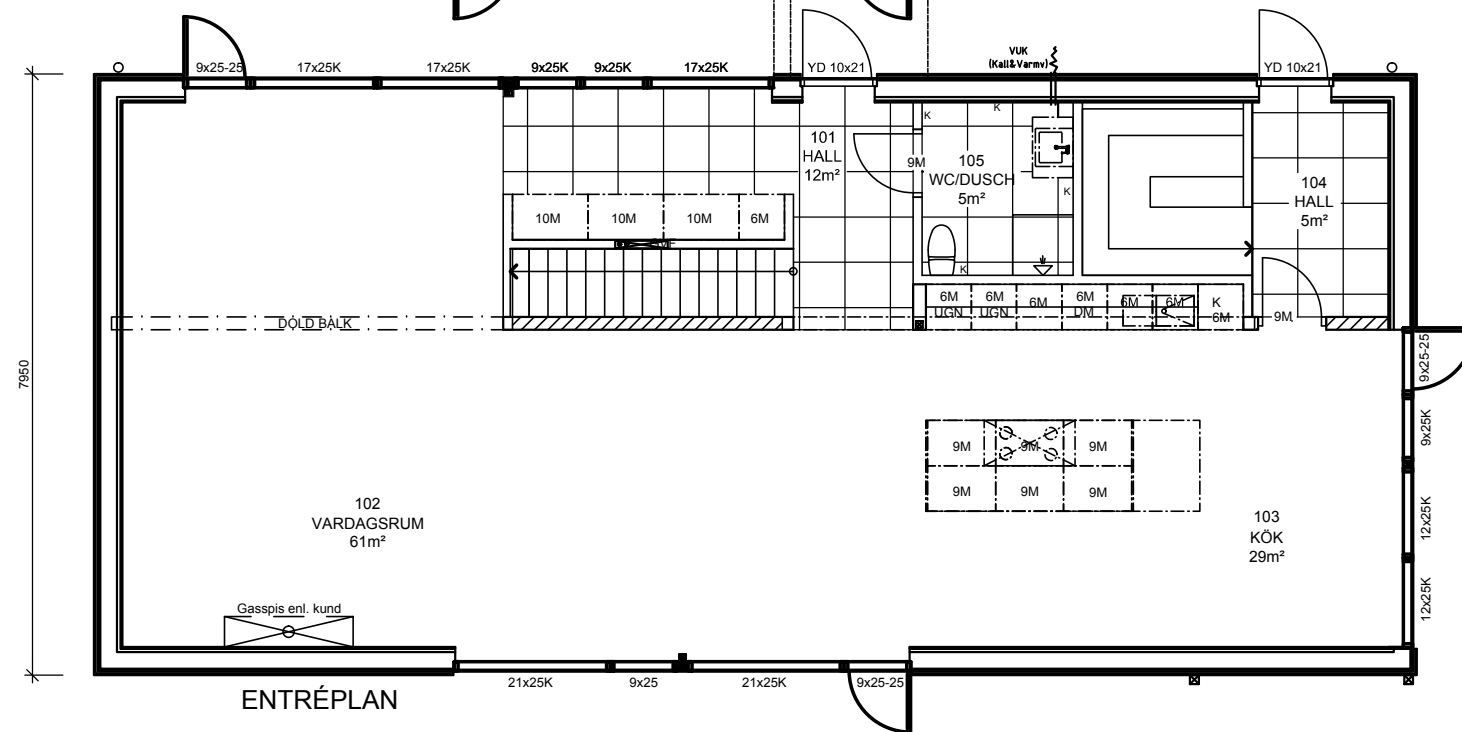 VUK
(Kall&Varmv)
9x25-25
17x25K
17x25K
9x25K
9x25K
17x25K
YD 10x21
YD 10x21
K
K
101
HALL
12m²
9M
105
WC/DUSCH
5m²
K
104
HALL
5m²
10M
10M
10M
6M
K
6M
UGN
6M
UGN
6M
6M
DM
6M
6M
K
6M
9M
DOLD BALK
7950
9x25-25
9x25K
12x25K
12x25K
9M
9M
9M
9M
9M
9M
102
VARDAGSRUM
61m²
103
KÖK
29m²
Gasspis enl. kund
21x25K
9x25
21x25K
9x25-25
ENTRÉPLAN